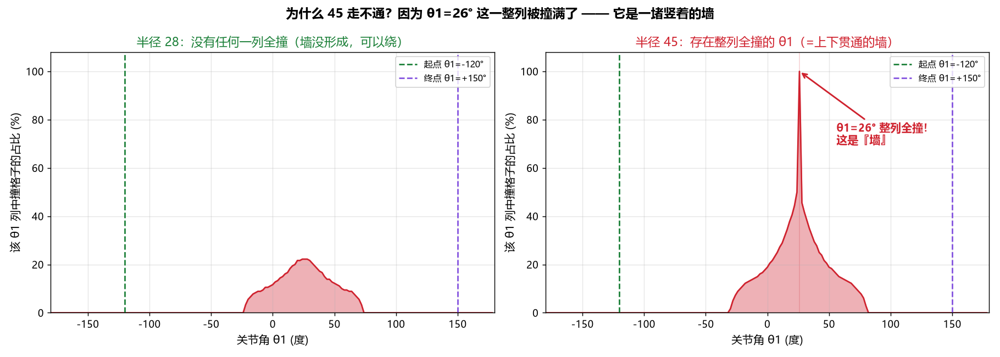 为什么 45 走不通？因为 θ1=26° 这一整列被撞满了 —— 它是一堵竖着的墙
半径 28：没有任何一列全撞（墙没形成，可以绕）
该 θ1 列中撞格子的占比 (%)
100
80
60
40
20
0
起点 θ1=-120°
终点 θ1=+150°
-150
-100
-50
0
50
100
150
关节角 θ1 (度)
半径 45：存在整列全撞的 θ1（=上下贯通的墙）
该 θ1 列中撞格子的占比 (%)
100
80
60
40
20
0
起点 θ1=-120°
终点 θ1=+150°
θ1=26° 整列全撞！
这是『墙』
-150
-100
-50
0
50
100
150
关节角 θ1 (度)